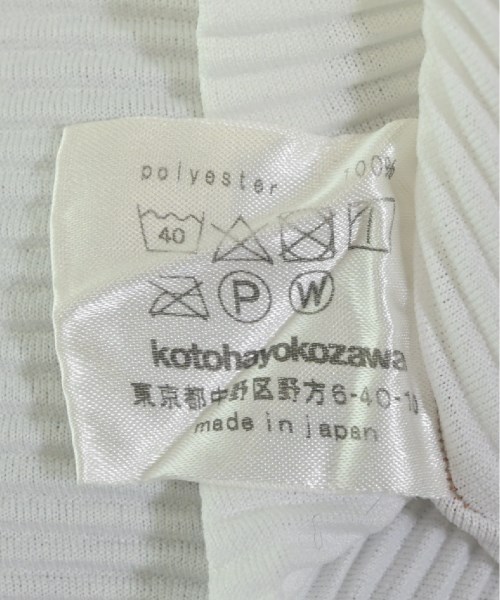 polyester 100%
40
P W
kotohayokozawa
東京都中野区野方6-40-10
made in japan